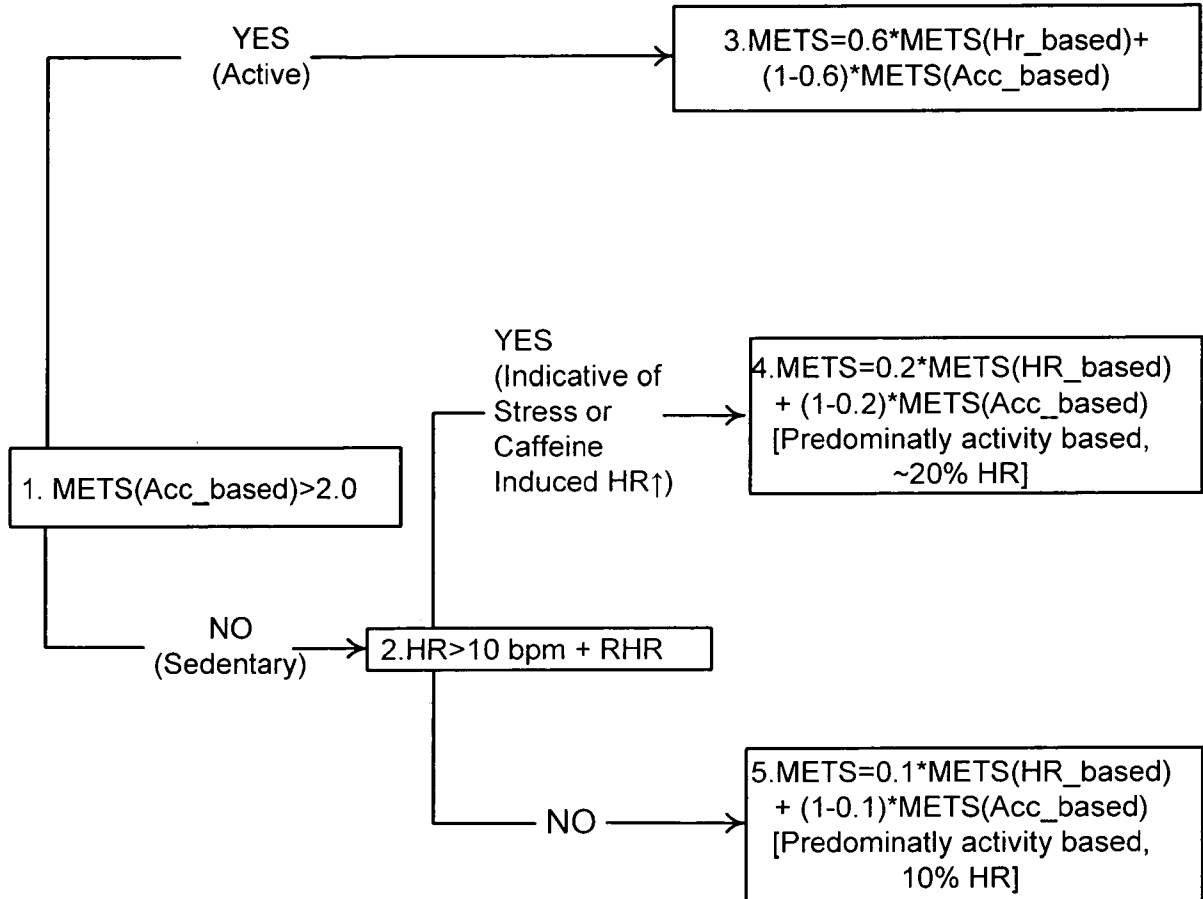 YES
(Active)
3.METS=0.6*METS(Hr_based)+
(1-0.6)*METS(Acc_based)
1. METS(Acc_based)>2.0
YES
(Indicative of
Stress or
Caffeine
Induced HR↑)
4.METS=0.2*METS(HR_based)
+ (1-0.2)*METS(Acc_based)
[Predominatly activity based,
~20% HR]
NO
(Sedentary)
2.HR>10 bpm + RHR
NO
5.METS=0.1*METS(HR_based)
+ (1-0.1)*METS(Acc_based)
[Predominatly activity based,
10% HR]